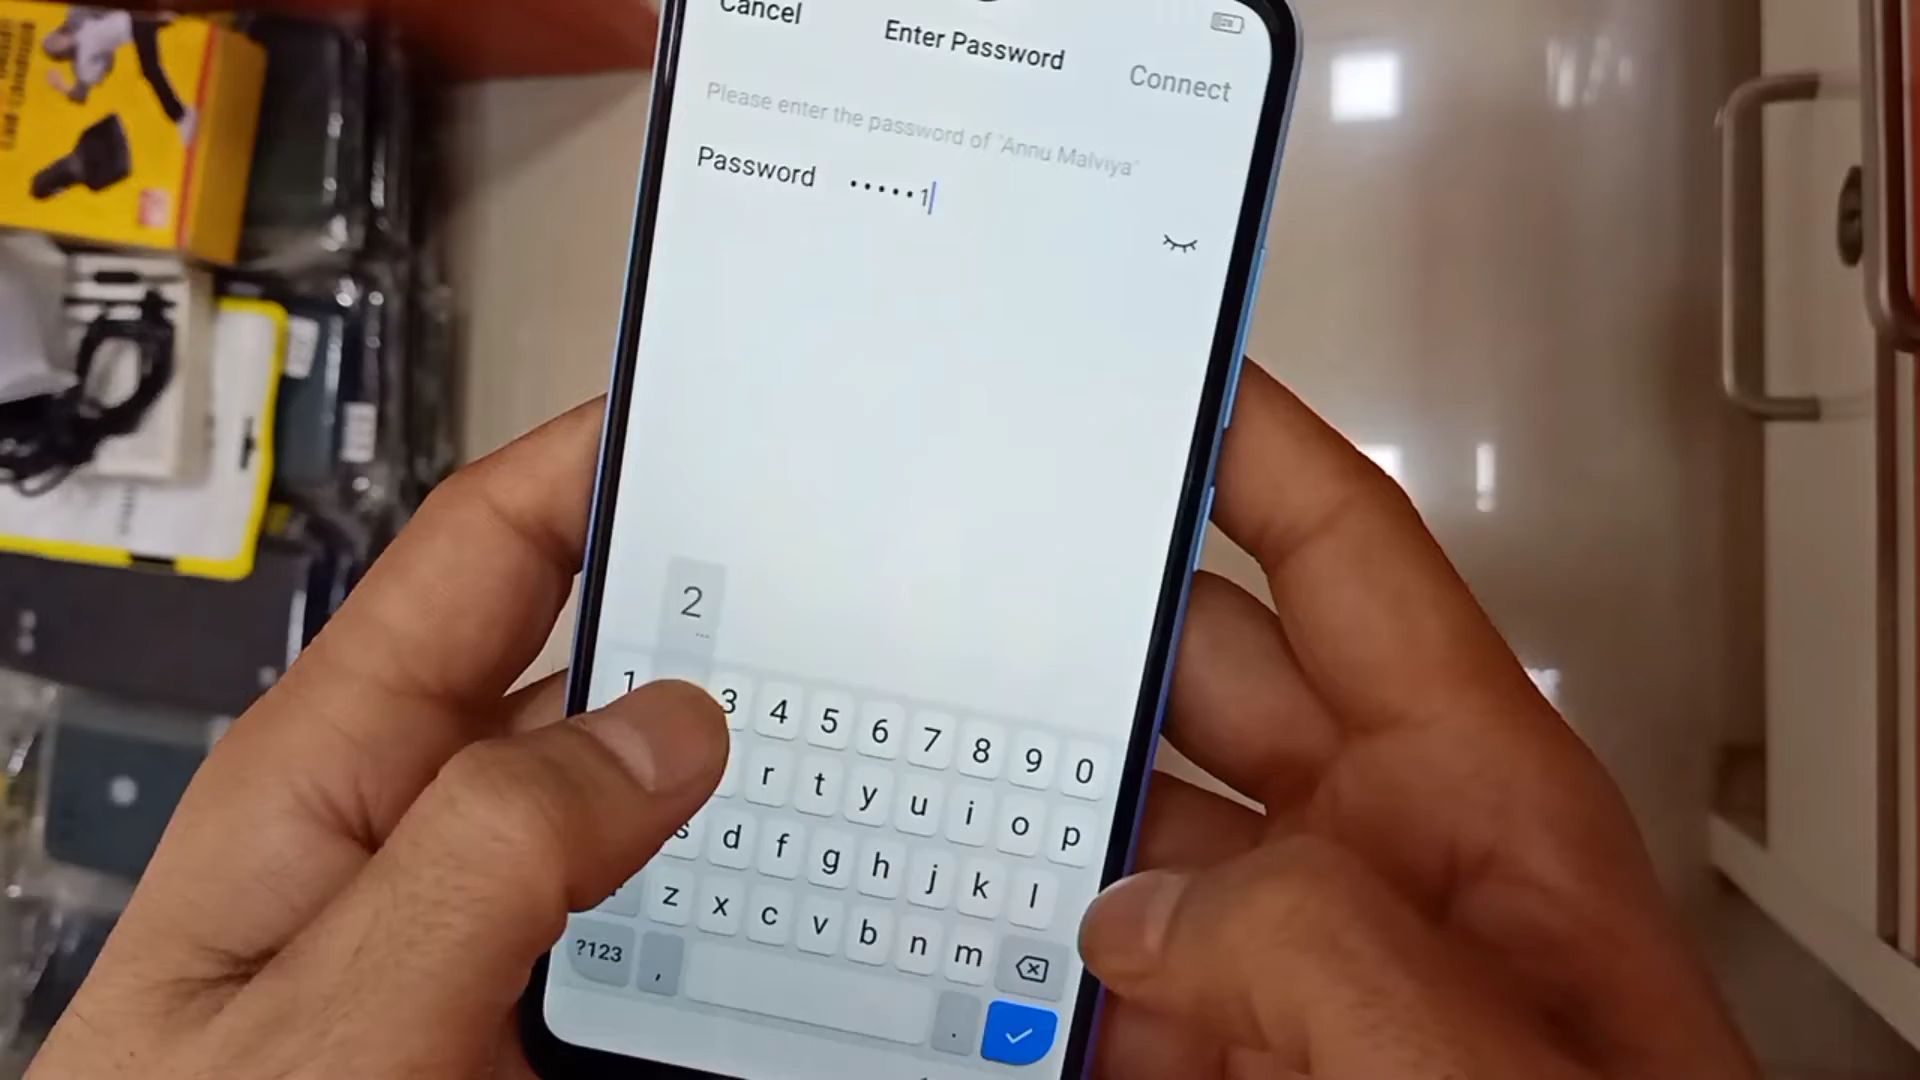 Cancel
Enter Password
Connect
Please enter the password of "Annu Malviya"
Password •••••1
2
...
1 3 4 5 6 7 8 9 0
r t y u i o p
s d f g h j k l
z x c v b n m
?123 , .